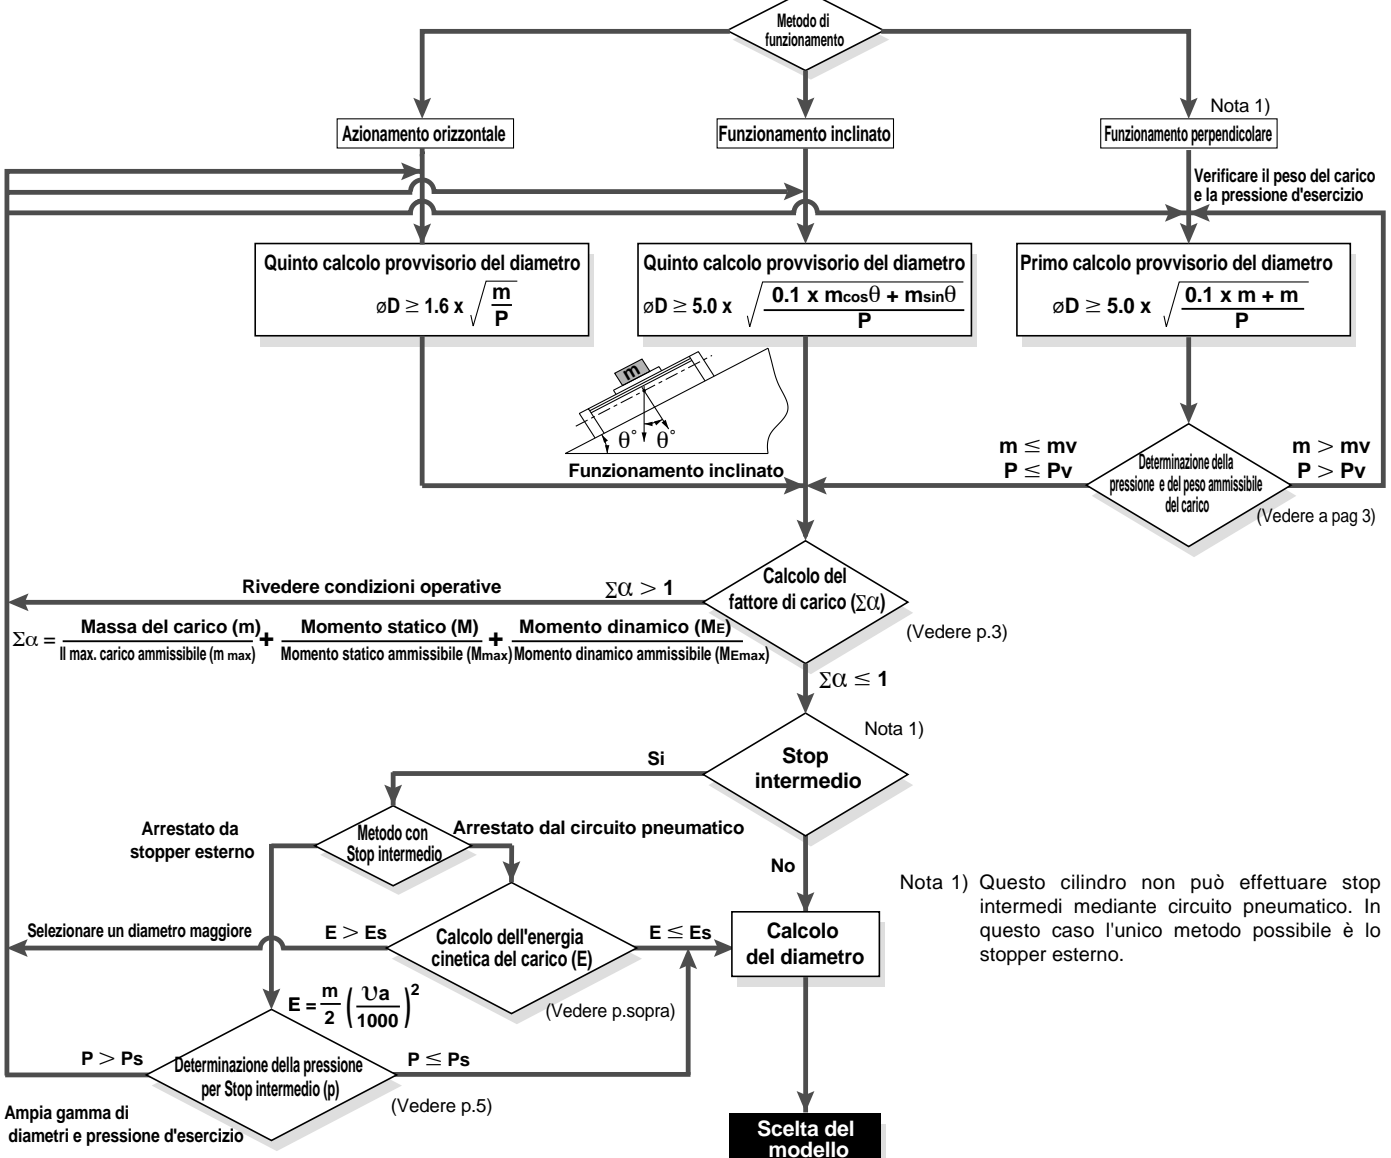 Metodo di
funzionamento
Nota 1)
Azionamento orizzontale
Funzionamento inclinato
Funzionamento perpendicolare
Verificare il peso del carico
e la pressione d'esercizio
Quinto calcolo provvisorio del diametro
øD ≥ 1.6 x √(m/P)
Quinto calcolo provvisorio del diametro
øD ≥ 5.0 x √((0.1 x mcosθ + msinθ)/P)
Primo calcolo provvisorio del diametro
øD ≥ 5.0 x √((0.1 x m + m)/P)
m
θ° θ°
Funzionamento inclinato
m ≤ mv
P ≤ Pv
Determinazione della
pressione e del peso ammissibile
del carico
m > mv
P > Pv
(Vedere a pag 3)
Rivedere condizioni operative
Σα > 1
Calcolo del
fattore di carico (Σα)
(Vedere p.3)
Σα = Massa del carico (m) + Momento statico (M) + Momento dinamico (ME)
Il max. carico ammissibile (m max) Momento statico ammissibile (Mmax) Momento dinamico ammissibile (MEmax)
Σα ≤ 1
Nota 1)
Si
Stop
intermedio
Arrestato da
stopper esterno
Metodo con
Stop intermedio
Arrestato dal circuito pneumatico
No
Nota 1) Questo cilindro non può effettuare stop
intermedi mediante circuito pneumatico. In
questo caso l'unico metodo possibile è lo
stopper esterno.
Selezionare un diametro maggiore
E > Es
Calcolo dell'energia
cinetica del carico (E)
E ≤ Es
Calcolo
del diametro
E = m/2 (υa/1000)²
(Vedere p.sopra)
P > Ps
Determinazione della pressione
per Stop intermedio (p)
P ≤ Ps
(Vedere p.5)
Ampia gamma di
diametri e pressione d'esercizio
Scelta del
modello